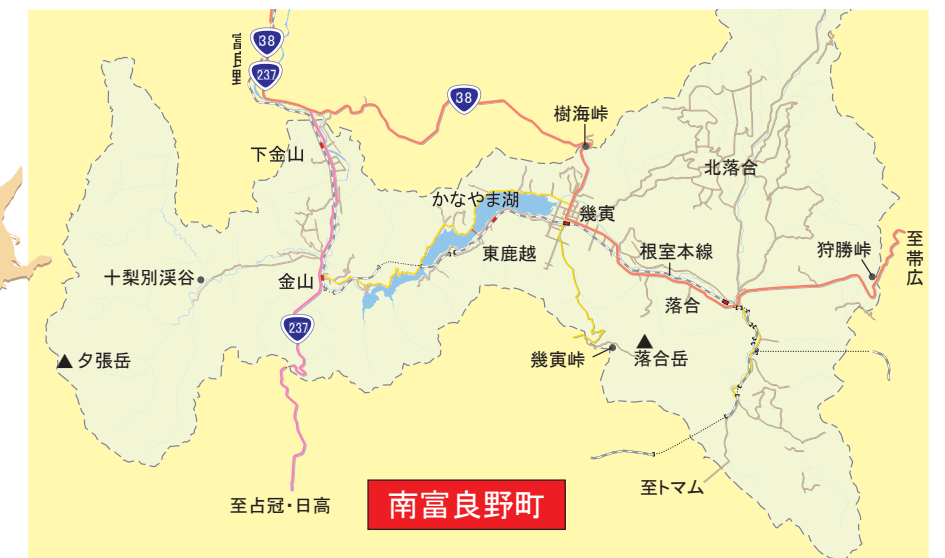 38
富良野
237
38
樹海峠
下金山
北落合
かなやま湖
幾寅
東鹿越
根室本線
狩勝峠
至帯広
十梨別渓谷
金山
落合
237
夕張岳
幾寅峠
落合岳
至占冠・日高
南富良野町
至トマム